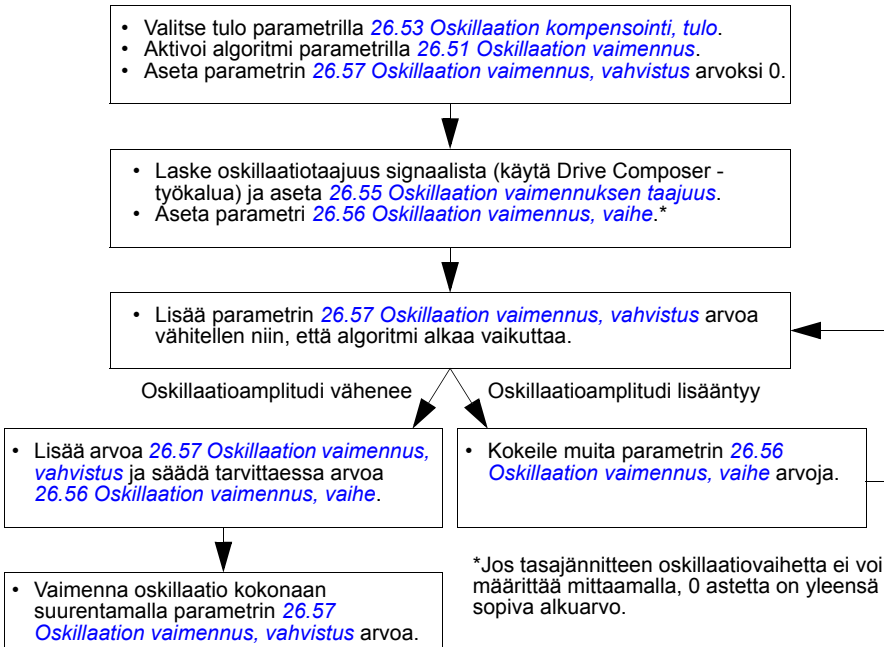 • Valitse tulo parametrilla 26.53 Oskillaation kompensointi, tulo.
• Aktivoi algoritmi parametrilla 26.51 Oskillaation vaimennus.
• Aseta parametrin 26.57 Oskillaation vaimennus, vahvistus arvoksi 0.
• Laske oskillaatiotaajuus signaalista (käytä Drive Composer -
työkalua) ja aseta 26.55 Oskillaation vaimennuksen taajuus.
• Aseta parametri 26.56 Oskillaation vaimennus, vaihe.*
• Lisää parametrin 26.57 Oskillaation vaimennus, vahvistus arvoa
vähitellen niin, että algoritmi alkaa vaikuttaa.
Oskillaatioamplitudi vähenee
Oskillaatioamplitudi lisääntyy
• Lisää arvoa 26.57 Oskillaation vaimennus,
vahvistus ja säädä tarvittaessa arvoa
26.56 Oskillaation vaimennus, vaihe.
• Kokeile muita parametrin 26.56
Oskillaation vaimennus, vaihe arvoja.
• Vaimenna oskillaatio kokonaan
suurentamalla parametrin 26.57
Oskillaation vaimennus, vahvistus arvoa.
*Jos tasajännitteen oskillaatiovaihetta ei voi
määrittää mittaamalla, 0 astetta on yleensä
sopiva alkuarvo.